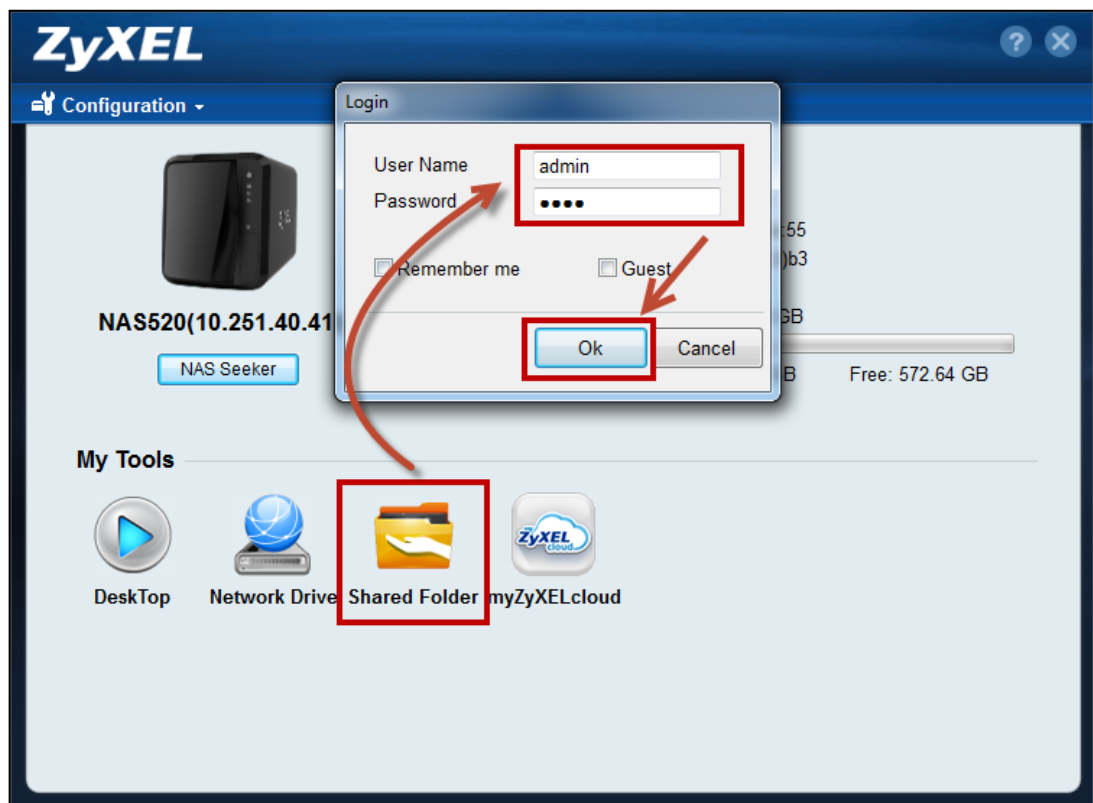 ZyXEL
Configuration
Login
User Name admin
Password ●●●●
:55
)b3
Remember me Guest
NAS520(10.251.40.41
GB
Ok Cancel
NAS Seeker
B Free: 572.64 GB
My Tools
ZyXEL
cloud
DeskTop Network Drive Shared Folder myZyXELcloud